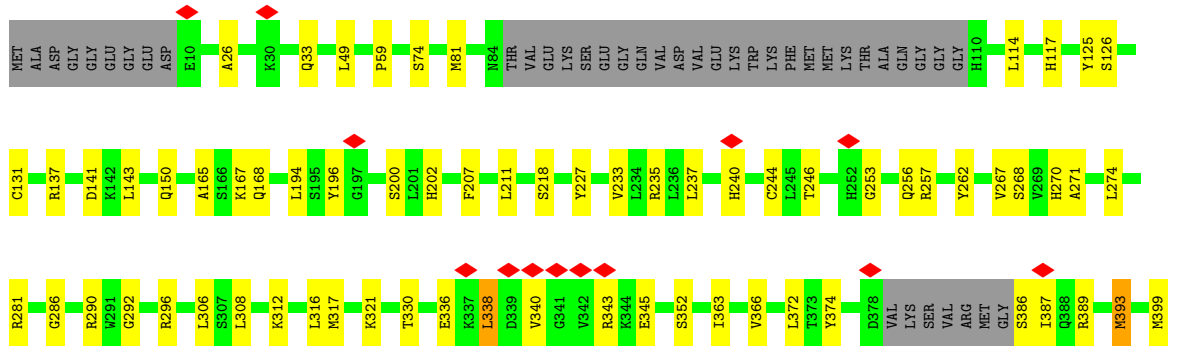 MET ALA ASP GLY GLY GLU GLY GLU ASP E10 A26 K30 Q33 L49 P59 S74 M81 N84 THR VAL GLU LYS SER GLU GLY GLN VAL ASP VAL GLU LYS TRP LYS PHE MET MET LYS THR ALA GLN GLY GLY GLY H110 L114 H117 Y125 S126
C131 R137 D141 K142 L143 Q150 A165 S166 K167 Q168 L194 S195 Y196 G197 S200 L201 H202 F207 L211 S218 Y227 V233 L234 R235 L236 L237 H240 C244 L245 T246 H252 G253 Q256 R257 Y262 V267 S268 V269 H270 A271 L274
R281 G286 R290 W291 G292 R296 L306 S307 L308 K312 L316 M317 K321 T330 E336 K337 L338 D339 V340 G341 V342 R343 K344 E345 S352 I363 V366 L372 T373 Y374 D378 VAL LYS SER VAL ARG MET GLY S386 I387 Q388 R389 M393 M399